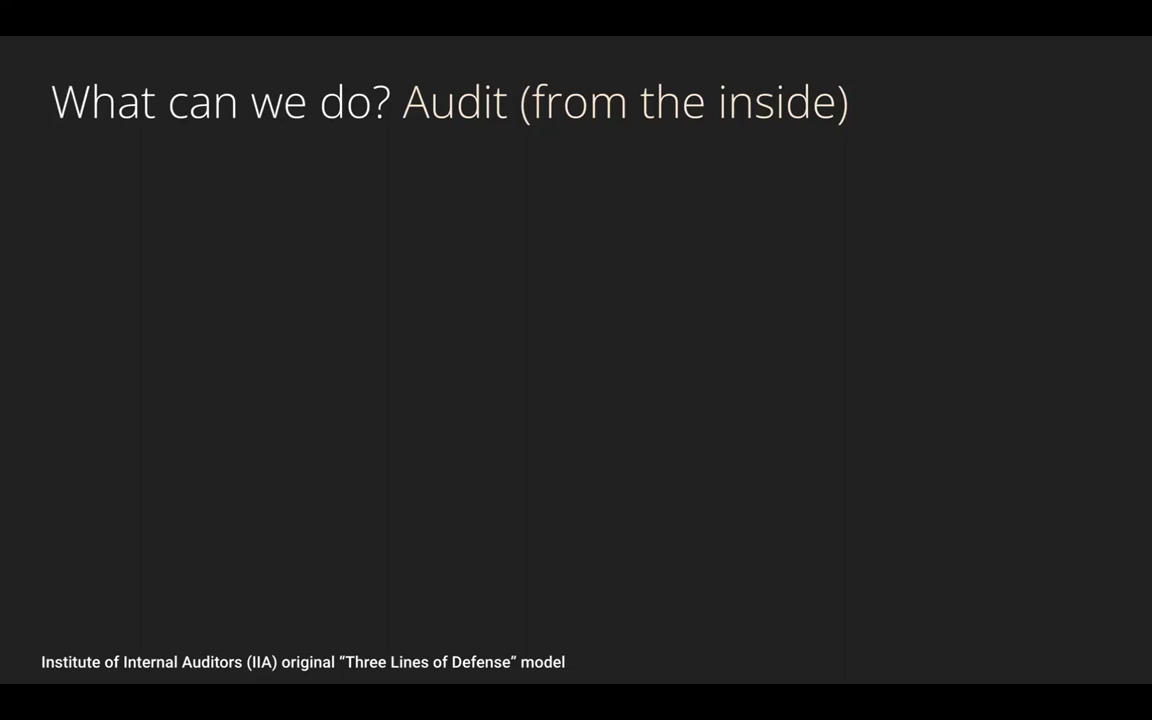 What can we do? Audit (from the inside)
Institute of Internal Auditors (IIA) original “Three Lines of Defense” model